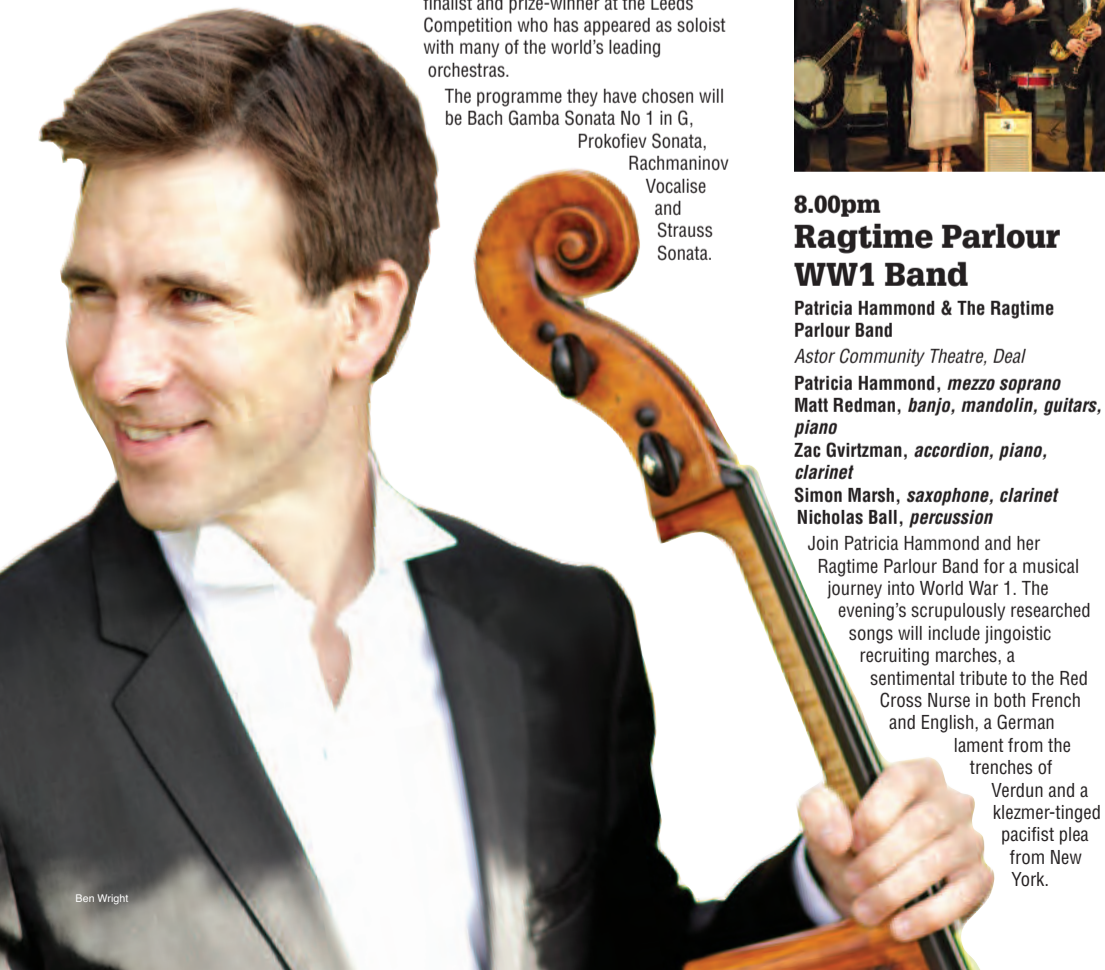 finalist and prize-winner at the Leeds
Competition who has appeared as soloist
with many of the world's leading
orchestras.
The programme they have chosen will
be Bach Gamba Sonata No 1 in G,
Prokofiev Sonata,
Rachmaninov
Vocalise
and
Strauss
Sonata.
Ben Wright
8.00pm
Ragtime Parlour
WW1 Band
Patricia Hammond & The Ragtime
Parlour Band
Astor Community Theatre, Deal
Patricia Hammond, mezzo soprano
Matt Redman, banjo, mandolin, guitars,
piano
Zac Gvirtzman, accordion, piano,
clarinet
Simon Marsh, saxophone, clarinet
Nicholas Ball, percussion
Join Patricia Hammond and her
Ragtime Parlour Band for a musical
journey into World War 1. The
evening's scrupulously researched
songs will include jingoistic
recruiting marches, a
sentimental tribute to the Red
Cross Nurse in both French
and English, a German
lament from the
trenches of
Verdun and a
klezmer-tinged
pacifist plea
from New
York.